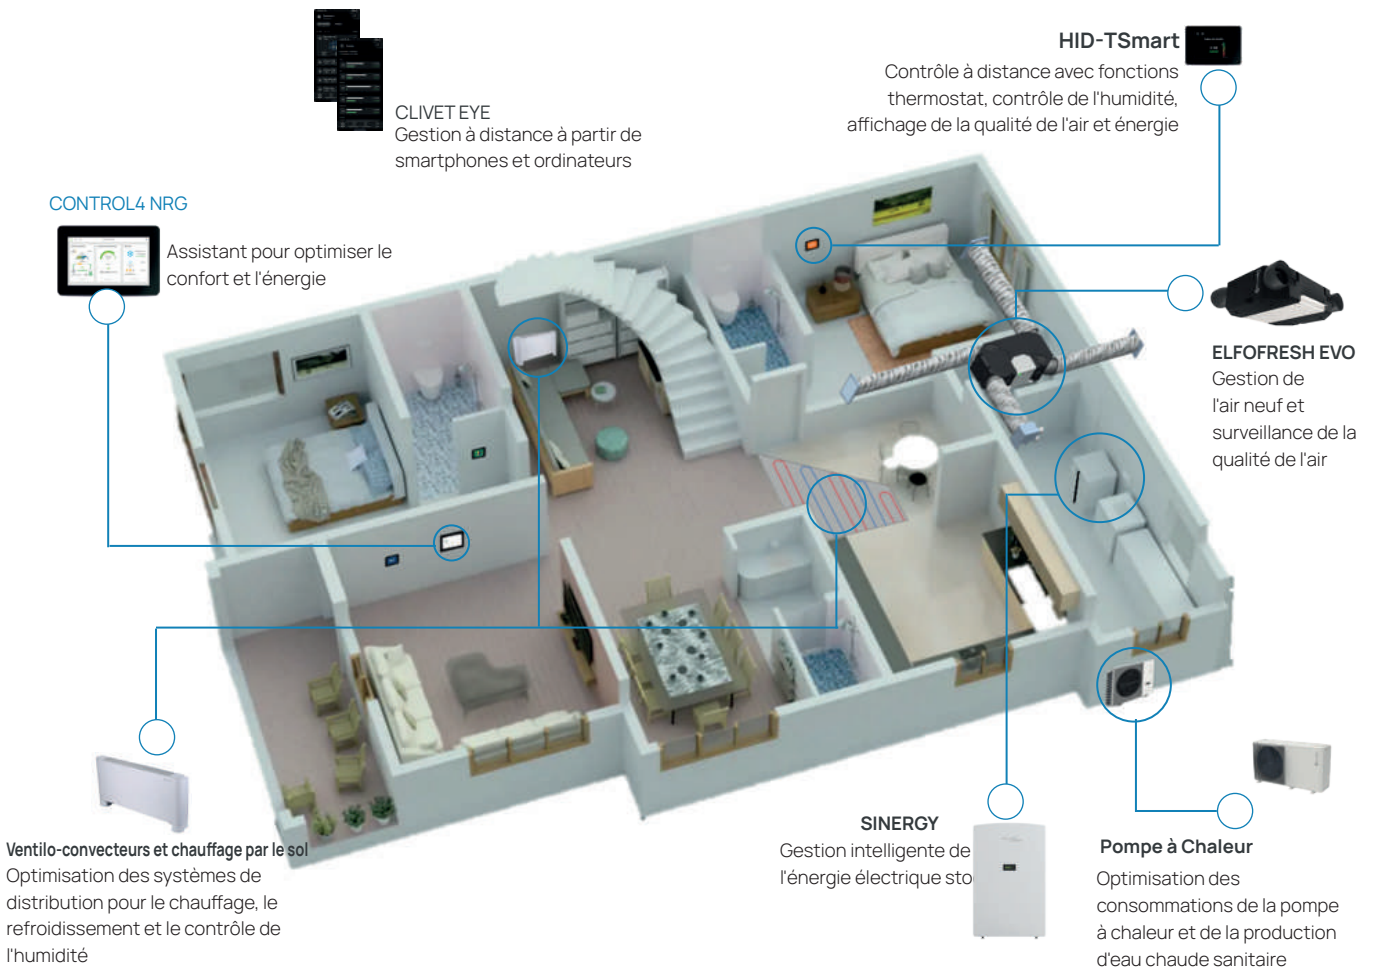 HID-TSmart
Contrôle à distance avec fonctions
thermostat, contrôle de l'humidité,
affichage de la qualité de l'air et énergie
CLIVET EYE
Gestion à distance à partir de
smartphones et ordinateurs
CONTROL4 NRG
Assistant pour optimiser le
confort et l'énergie
ELFOFRESH EVO
Gestion de
l'air neuf et
surveillance de la
qualité de l'air
Ventilo-convecteurs et chauffage par le sol
Optimisation des systèmes de
distribution pour le chauffage, le
refroidissement et le contrôle de
l'humidité
SINERGY
Gestion intelligente de
l'énergie électrique
Pompe à Chaleur
Optimisation des
consommations de la pompe
à chaleur et de la production
d'eau chaude sanitaire